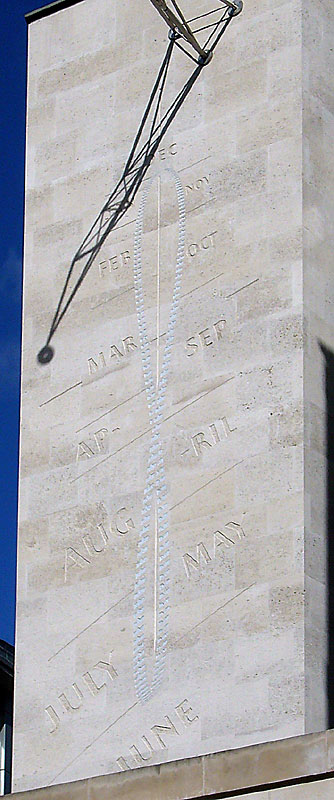 DEC
NOV
FEB OCT
MAR SEP
AP- -RIL
AUG MAY
JULY
JUNE